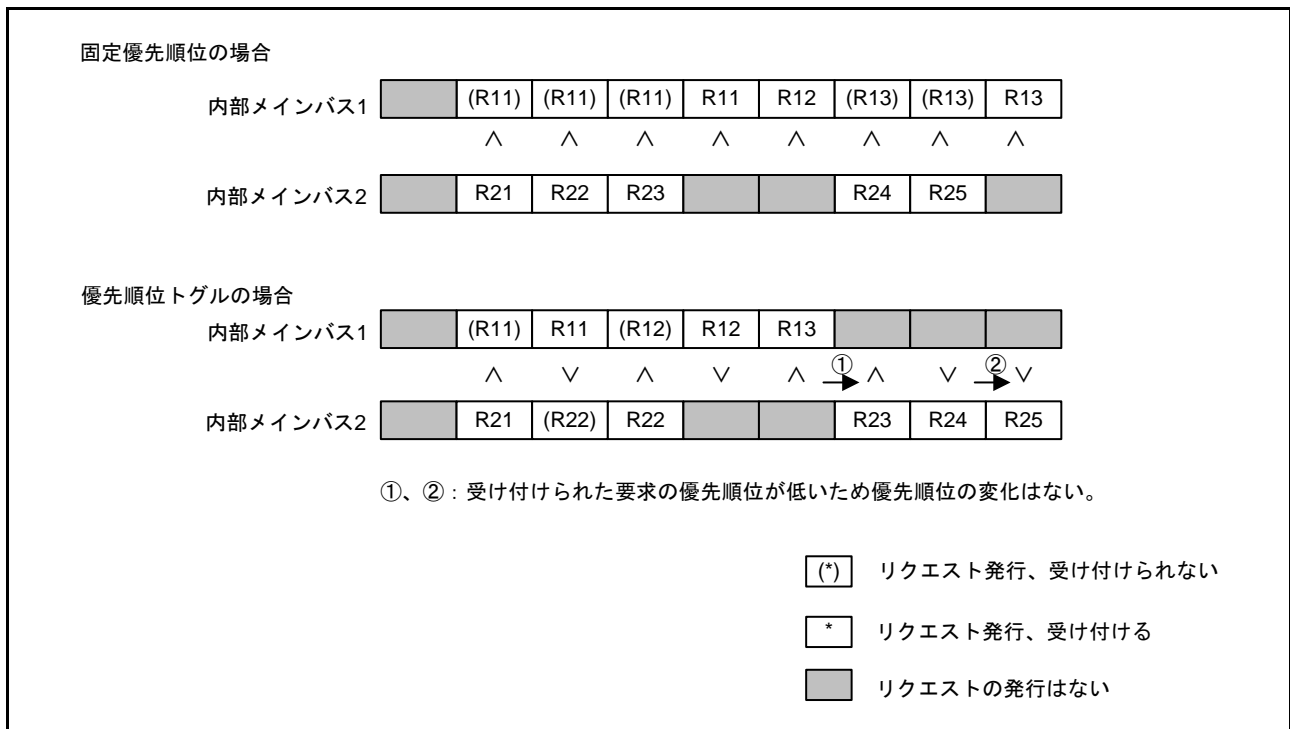 固定優先順位の場合
内部メインバス1 (R11) (R11) (R11) R11 R12 (R13) (R13) R13
∧ ∧ ∧ ∧ ∧ ∧ ∧ ∧
内部メインバス2 R21 R22 R23 R24 R25
優先順位トグルの場合
内部メインバス1 (R11) R11 (R12) R12 R13
∧ ∨ ∧ ∨ ∧ ① ∧ ∨ ② ∨
内部メインバス2 R21 (R22) R22 R23 R24 R25
①、②：受け付けられた要求の優先順位が低いため優先順位の変化はない。
(*) リクエスト発行、受け付けられない
* リクエスト発行、受け付ける
リクエストの発行はない